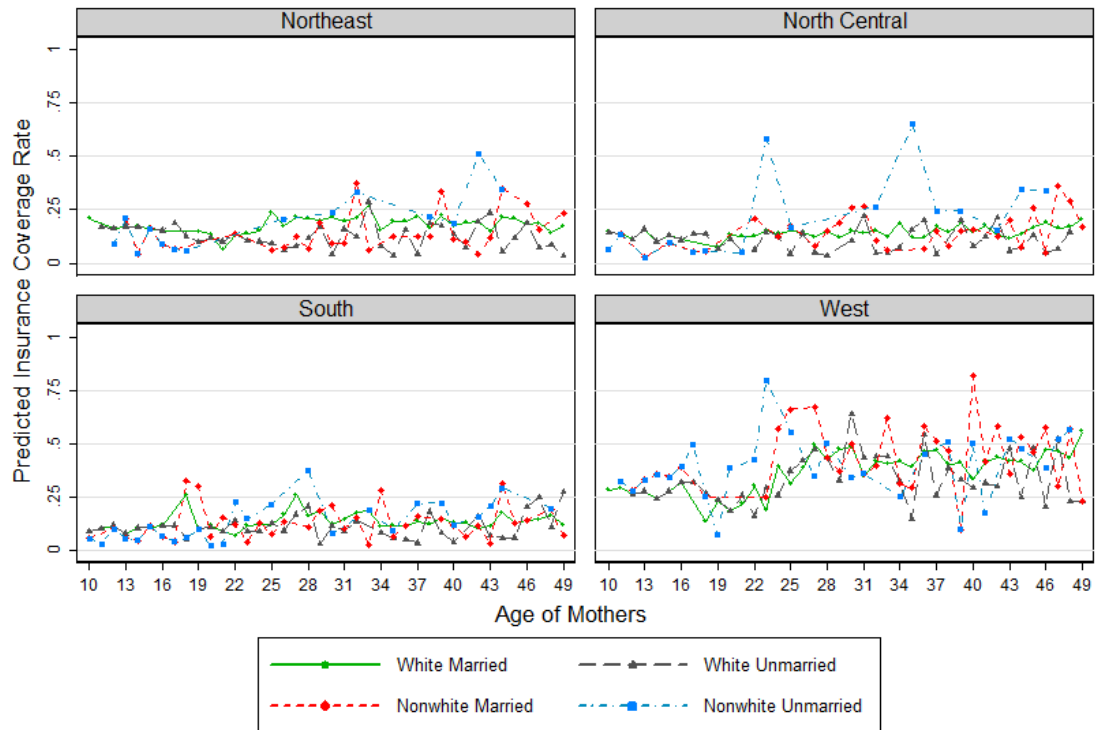 Northeast
North Central
1
.75
.5
.25
0
South
West
1
.75
.5
.25
0
10 13 16 19 22 25 28 31 34 37 40 43 46 49
10 13 16 19 22 25 28 31 34 37 40 43 46 49
Predicted Insurance Coverage Rate
Age of Mothers
White Married
White Unmarried
Nonwhite Married
Nonwhite Unmarried